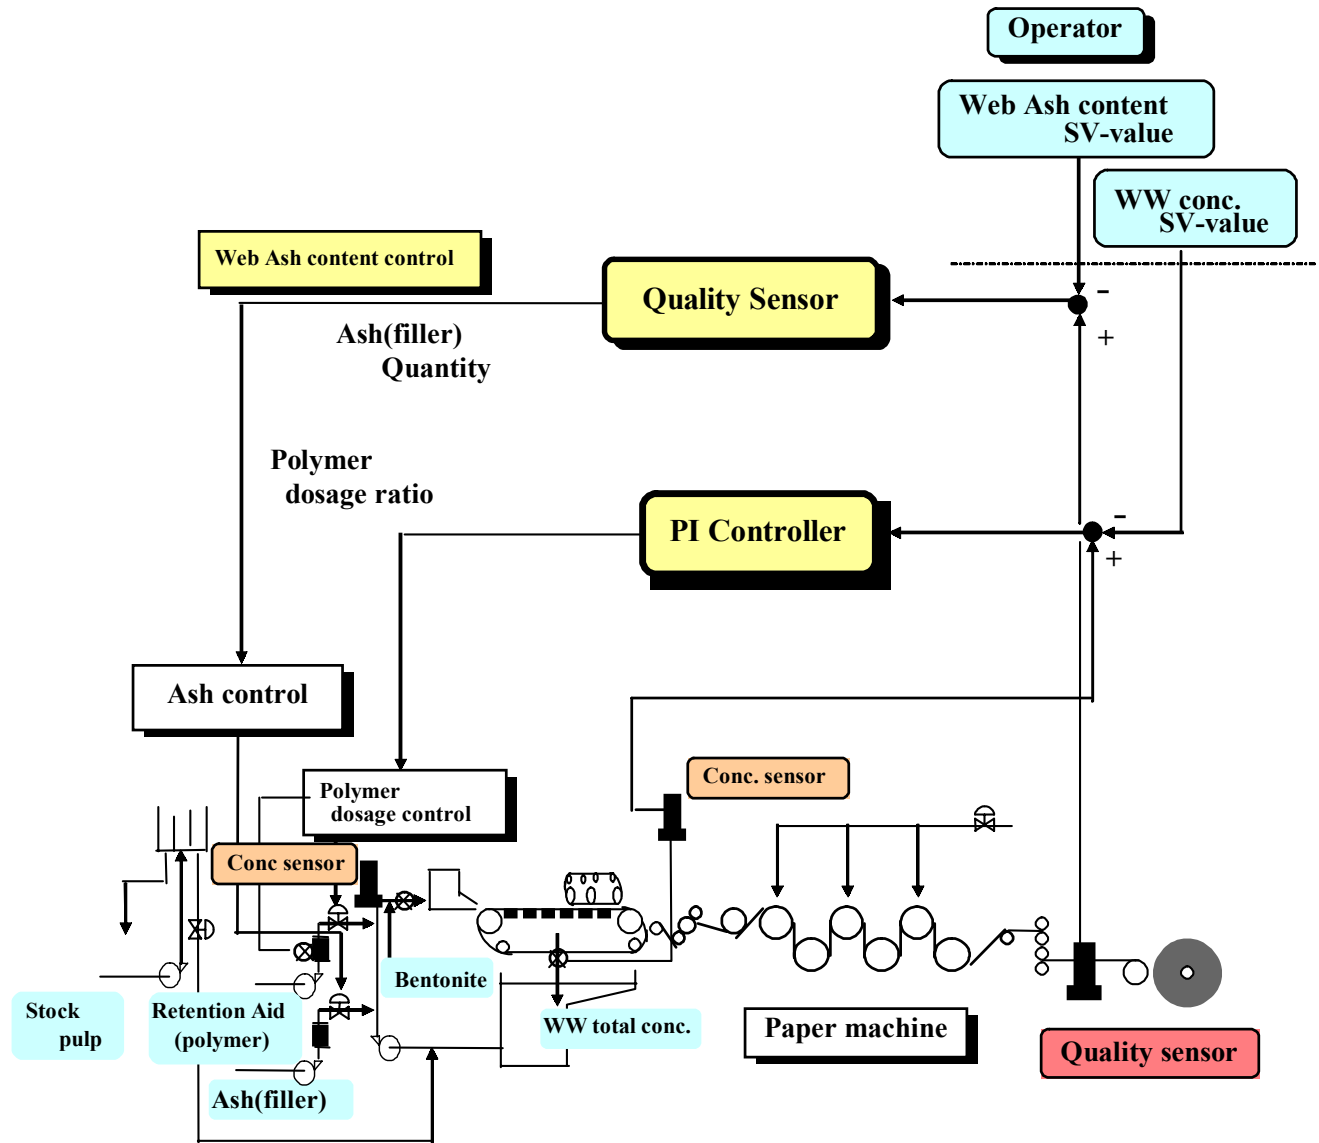 Operator
Web Ash content
SV-value
WW conc.
SV-value
Web Ash content control
Quality Sensor
-
+
Ash(filler)
Quantity
Polymer
dosage ratio
PI Controller
-
+
Ash control
Conc. sensor
Polymer
dosage control
Conc sensor
Bentonite
Stock
pulp
Retention Aid
(polymer)
WW total conc.
Paper machine
Quality sensor
Ash(filler)